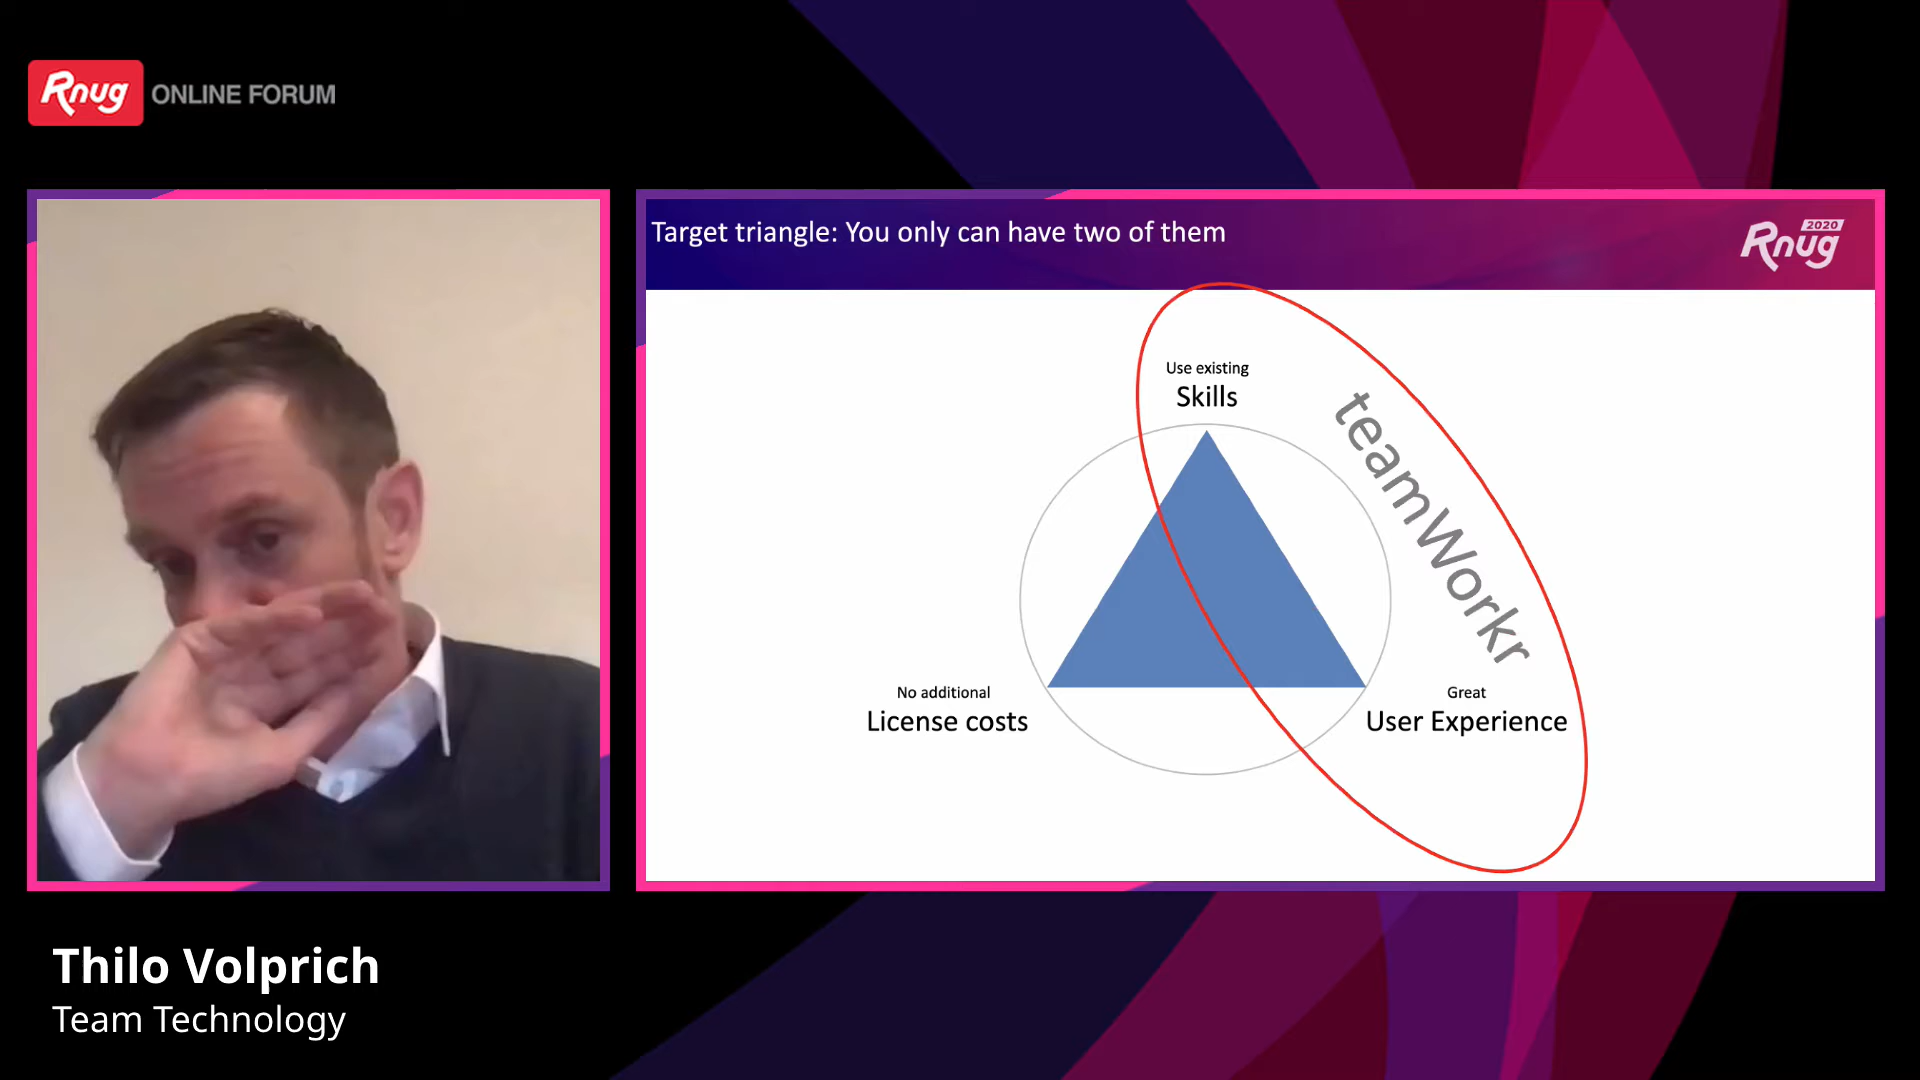 Rnug ONLINE FORUM
Target triangle: You only can have two of them
Rnug 2020
Use existing
Skills
teamWorkr
No additional
License costs
Great
User Experience
Thilo Volprich
Team Technology